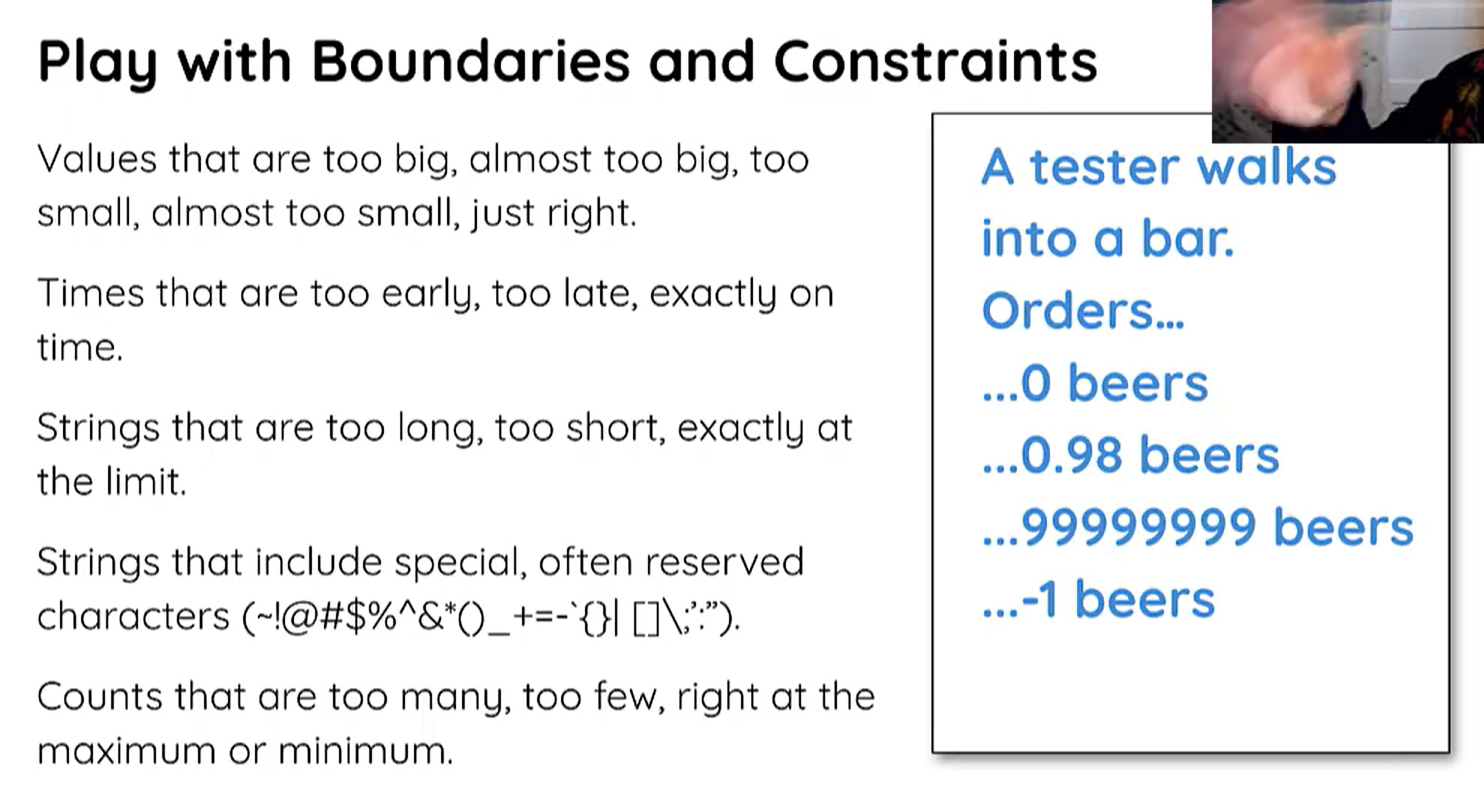 Play with Boundaries and Constraints
Values that are too big, almost too big, too
small, almost too small, just right.
Times that are too early, too late, exactly on
time.
Strings that are too long, too short, exactly at
the limit.
Strings that include special, often reserved
characters (~!@#$%^&*()_+=-`{}| []\;’:”).
Counts that are too many, too few, right at the
maximum or minimum.
A tester walks
into a bar.
Orders...
...0 beers
...0.98 beers
...99999999 beers
...-1 beers